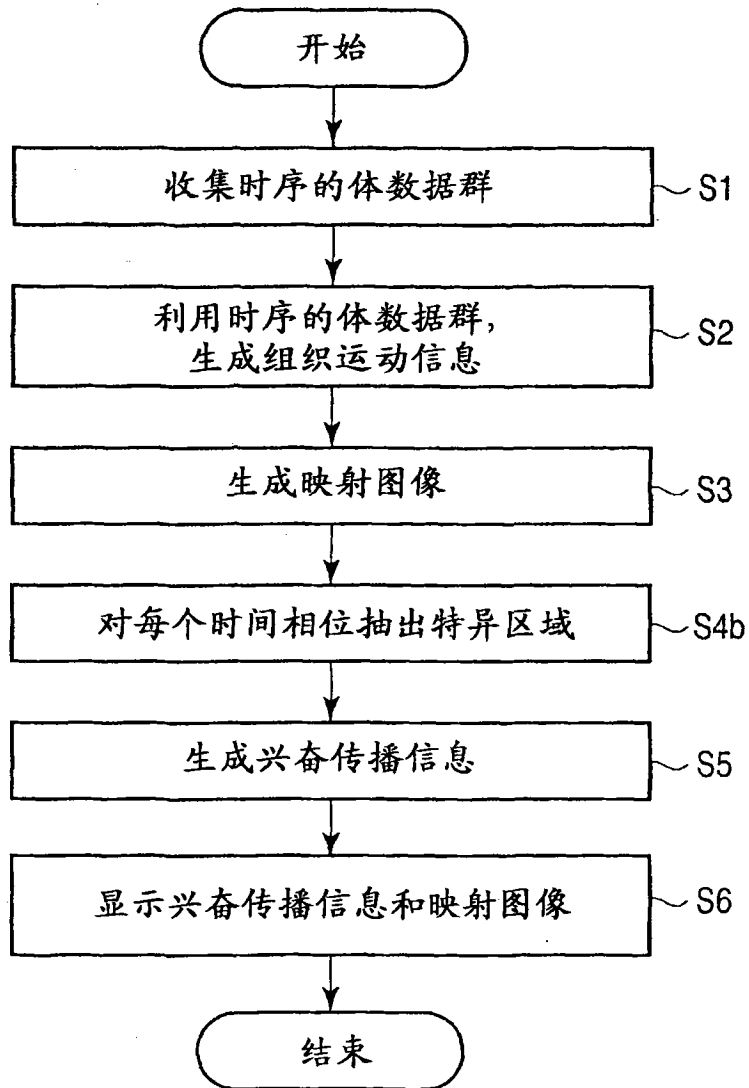 开始
收集时序的体数据群
S1
利用时序的体数据群,
生成组织运动信息
S2
生成映射图像
S3
对每个时间相位抽出特异区域
S4b
生成兴奋传播信息
S5
显示兴奋传播信息和映射图像
S6
结束